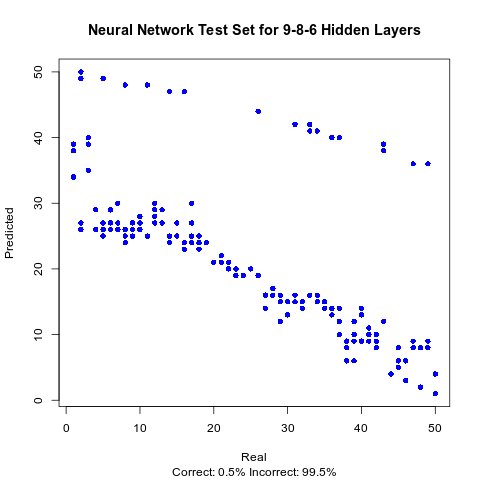 Neural Network Test Set for 9-8-6 Hidden Layers
Predicted
50
40
30
20
10
0
0 10 20 30 40 50
Real
Correct: 0.5% Incorrect: 99.5%